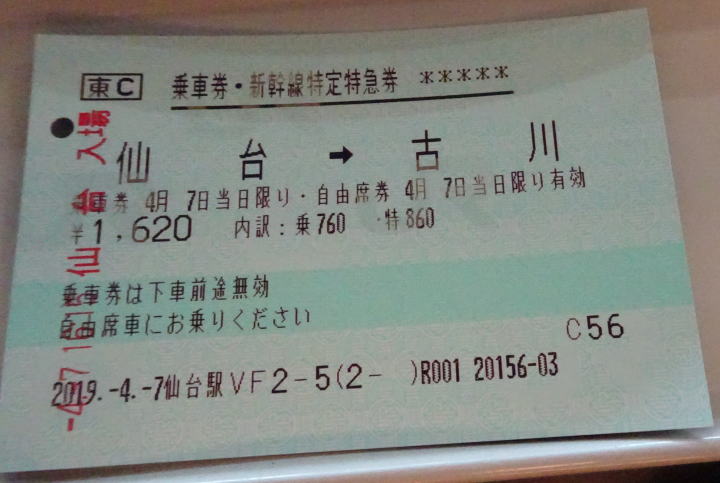 東C 乗車券・新幹線特定特急券 *****
仙台 → 古川
乗車券 4月 7日当日限り・自由席券 4月 7日当日限り有効
¥1,620 内訳:乗760 ・特860
乗車券は下車前途無効
自由席車にお乗りください
C56
2019.-4.-7仙台駅VF2-5(2- )R001 20156-03
仙台 入場